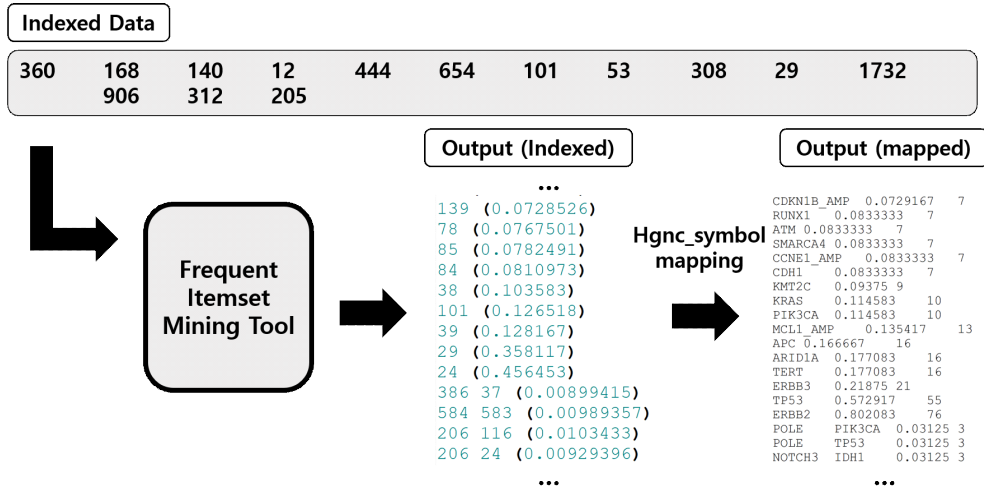 Indexed Data
360 168 140 12 444 654 101 53 308 29 1732
906 312 205
Output (Indexed)
Output (mapped)
...
139 (0.0728526)
78 (0.0767501)
85 (0.0782491)
84 (0.0810973)
38 (0.103583)
101 (0.126518)
39 (0.128167)
29 (0.358117)
24 (0.456453)
386 37 (0.00899415)
584 583 (0.00989357)
206 116 (0.0103433)
206 24 (0.00929396)
...
Frequent
Itemset
Mining Tool
Hgnc_symbol
mapping
CDKN1B_AMP 0.0729167 7
RUNX1 0.0833333 7
ATM 0.0833333 7
SMARCA4 0.0833333 7
CCNE1_AMP 0.0833333 7
CDH1 0.0833333 7
KMT2C 0.09375 9
KRAS 0.114583 10
PIK3CA 0.114583 10
MCL1_AMP 0.135417 13
APC 0.166667 16
ARID1A 0.177083 16
TERT 0.177083 16
ERBB3 0.21875 21
TP53 0.572917 55
ERBB2 0.802083 76
POLE PIK3CA 0.03125 3
POLE TP53 0.03125 3
NOTCH3 IDH1 0.03125 3
...